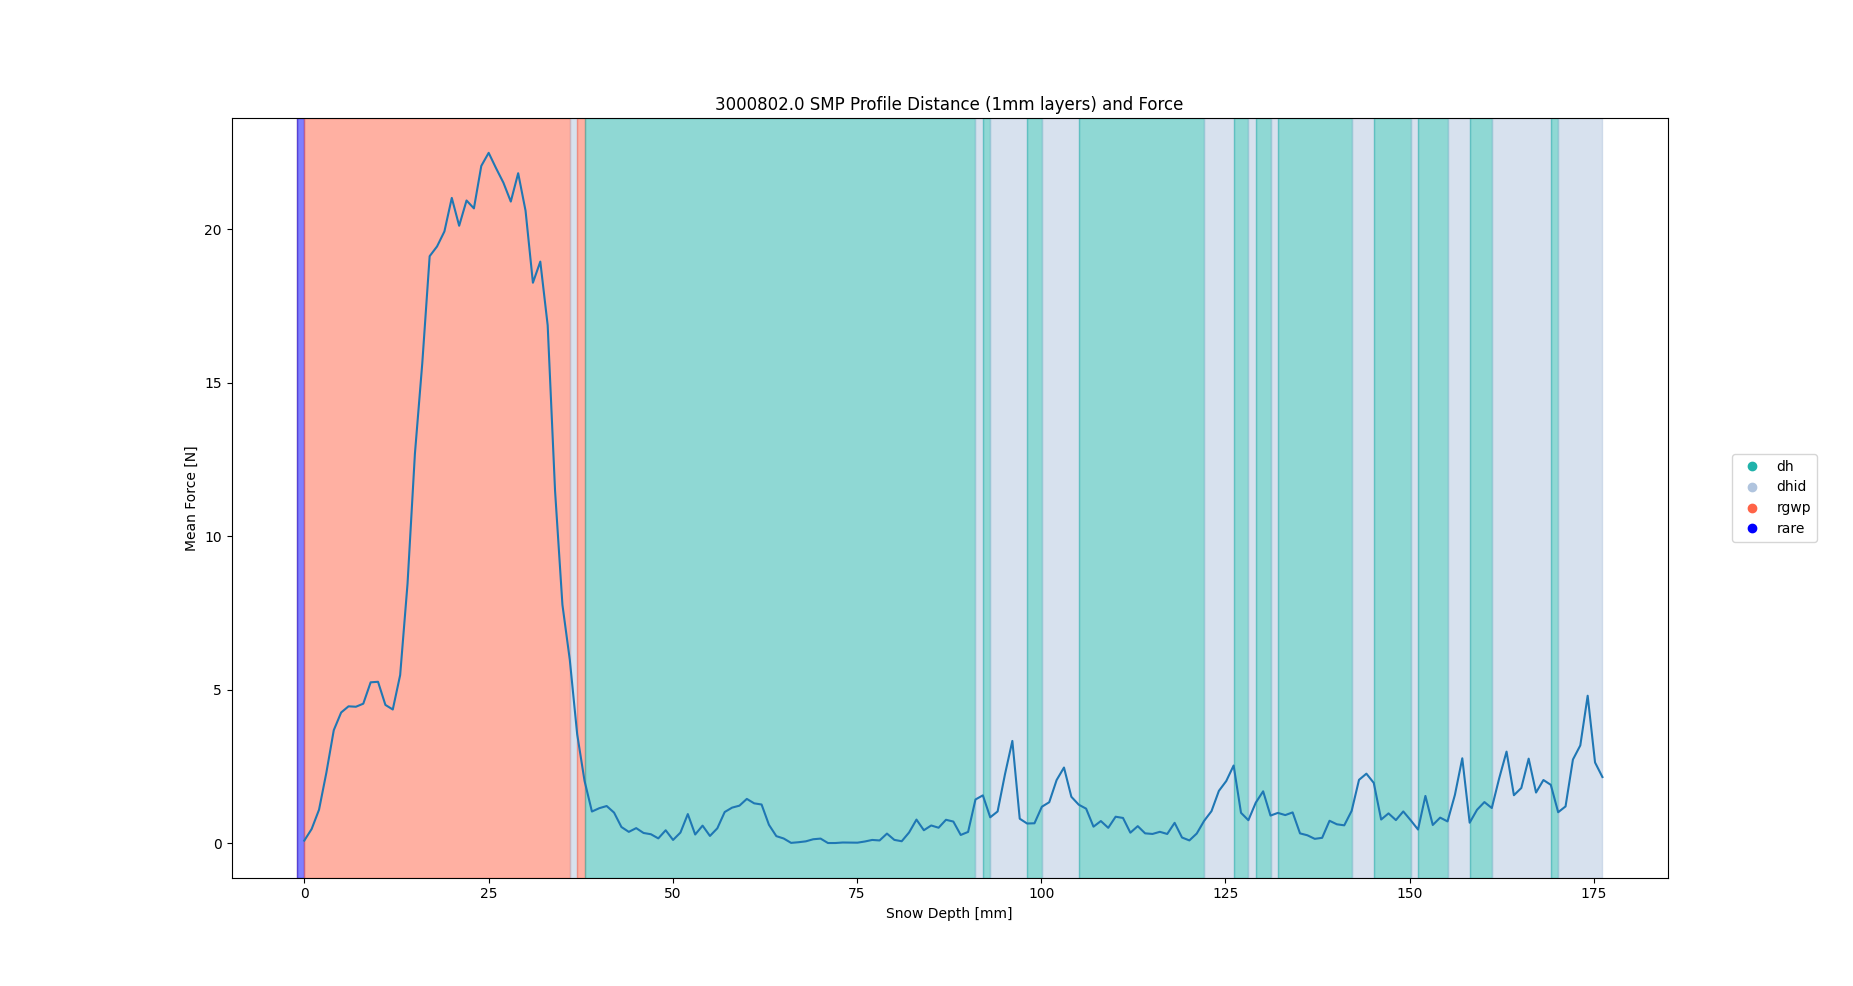 3000802.0 SMP Profile Distance (1mm layers) and Force
Mean Force [N]
20
15
10
5
0
0 25 50 75 100 125 150 175
Snow Depth [mm]
dh
dhid
rgwp
rare